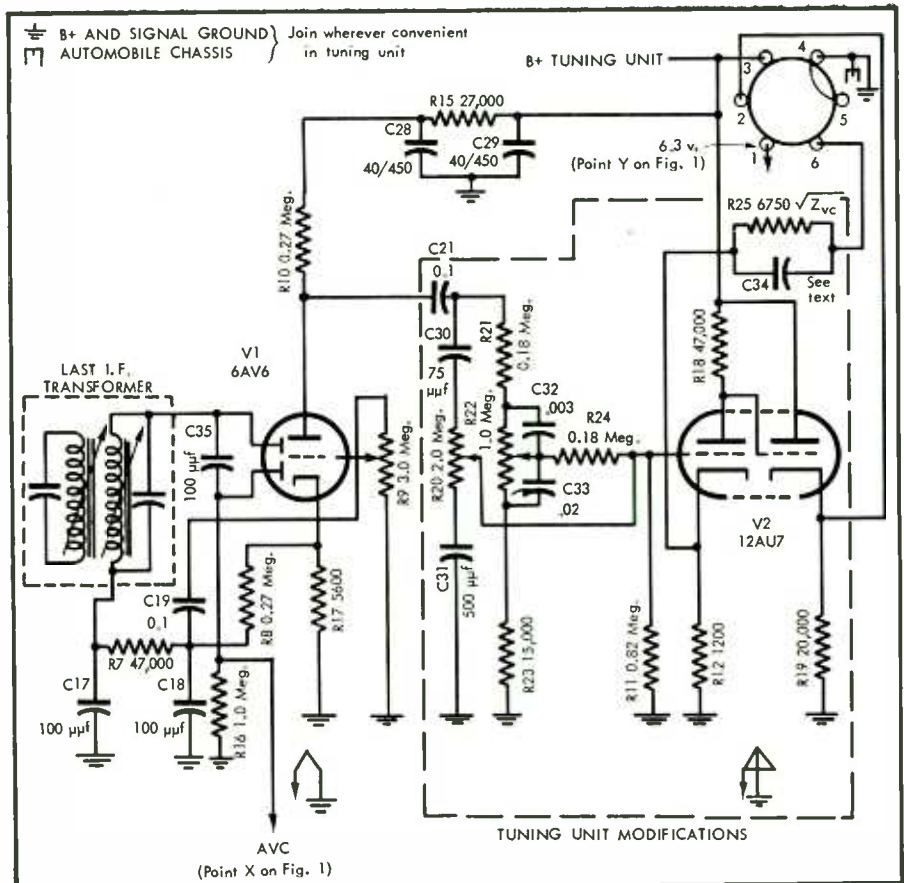 B+ AND SIGNAL GROUND } Join wherever convenient
AUTOMOBILE CHASSIS in tuning unit
B+ TUNING UNIT
3
4
2
5
1
6
6.3 v.
(Point Y on Fig. 1)
R15 27,000
C28
40/450
C29
40/450
R25 6750 √Zvc
C34
See
text
R10 0.27 Meg.
C21
0.1
C30
75
μμf
R21
0.18 Meg.
R18 47,000
V1
6AV6
LAST I.F.
TRANSFORMER
C35
100 μμf
R9 3.0 Meg.
R20 2.0 Meg.
R22
1.0 Meg.
C32
.003
R24
0.18 Meg.
C33
.02
V2
12AU7
C19
0.1
R8 0.27 Meg.
R17 5600
C31
500 μμf
R23 15,000
R11 0.82 Meg.
R12 1200
R19 20,000
R7 47,000
C17
100 μμf
C18
100 μμf
R16 1.0 Meg.
AVC
(Point X on Fig. 1)
TUNING UNIT MODIFICATIONS